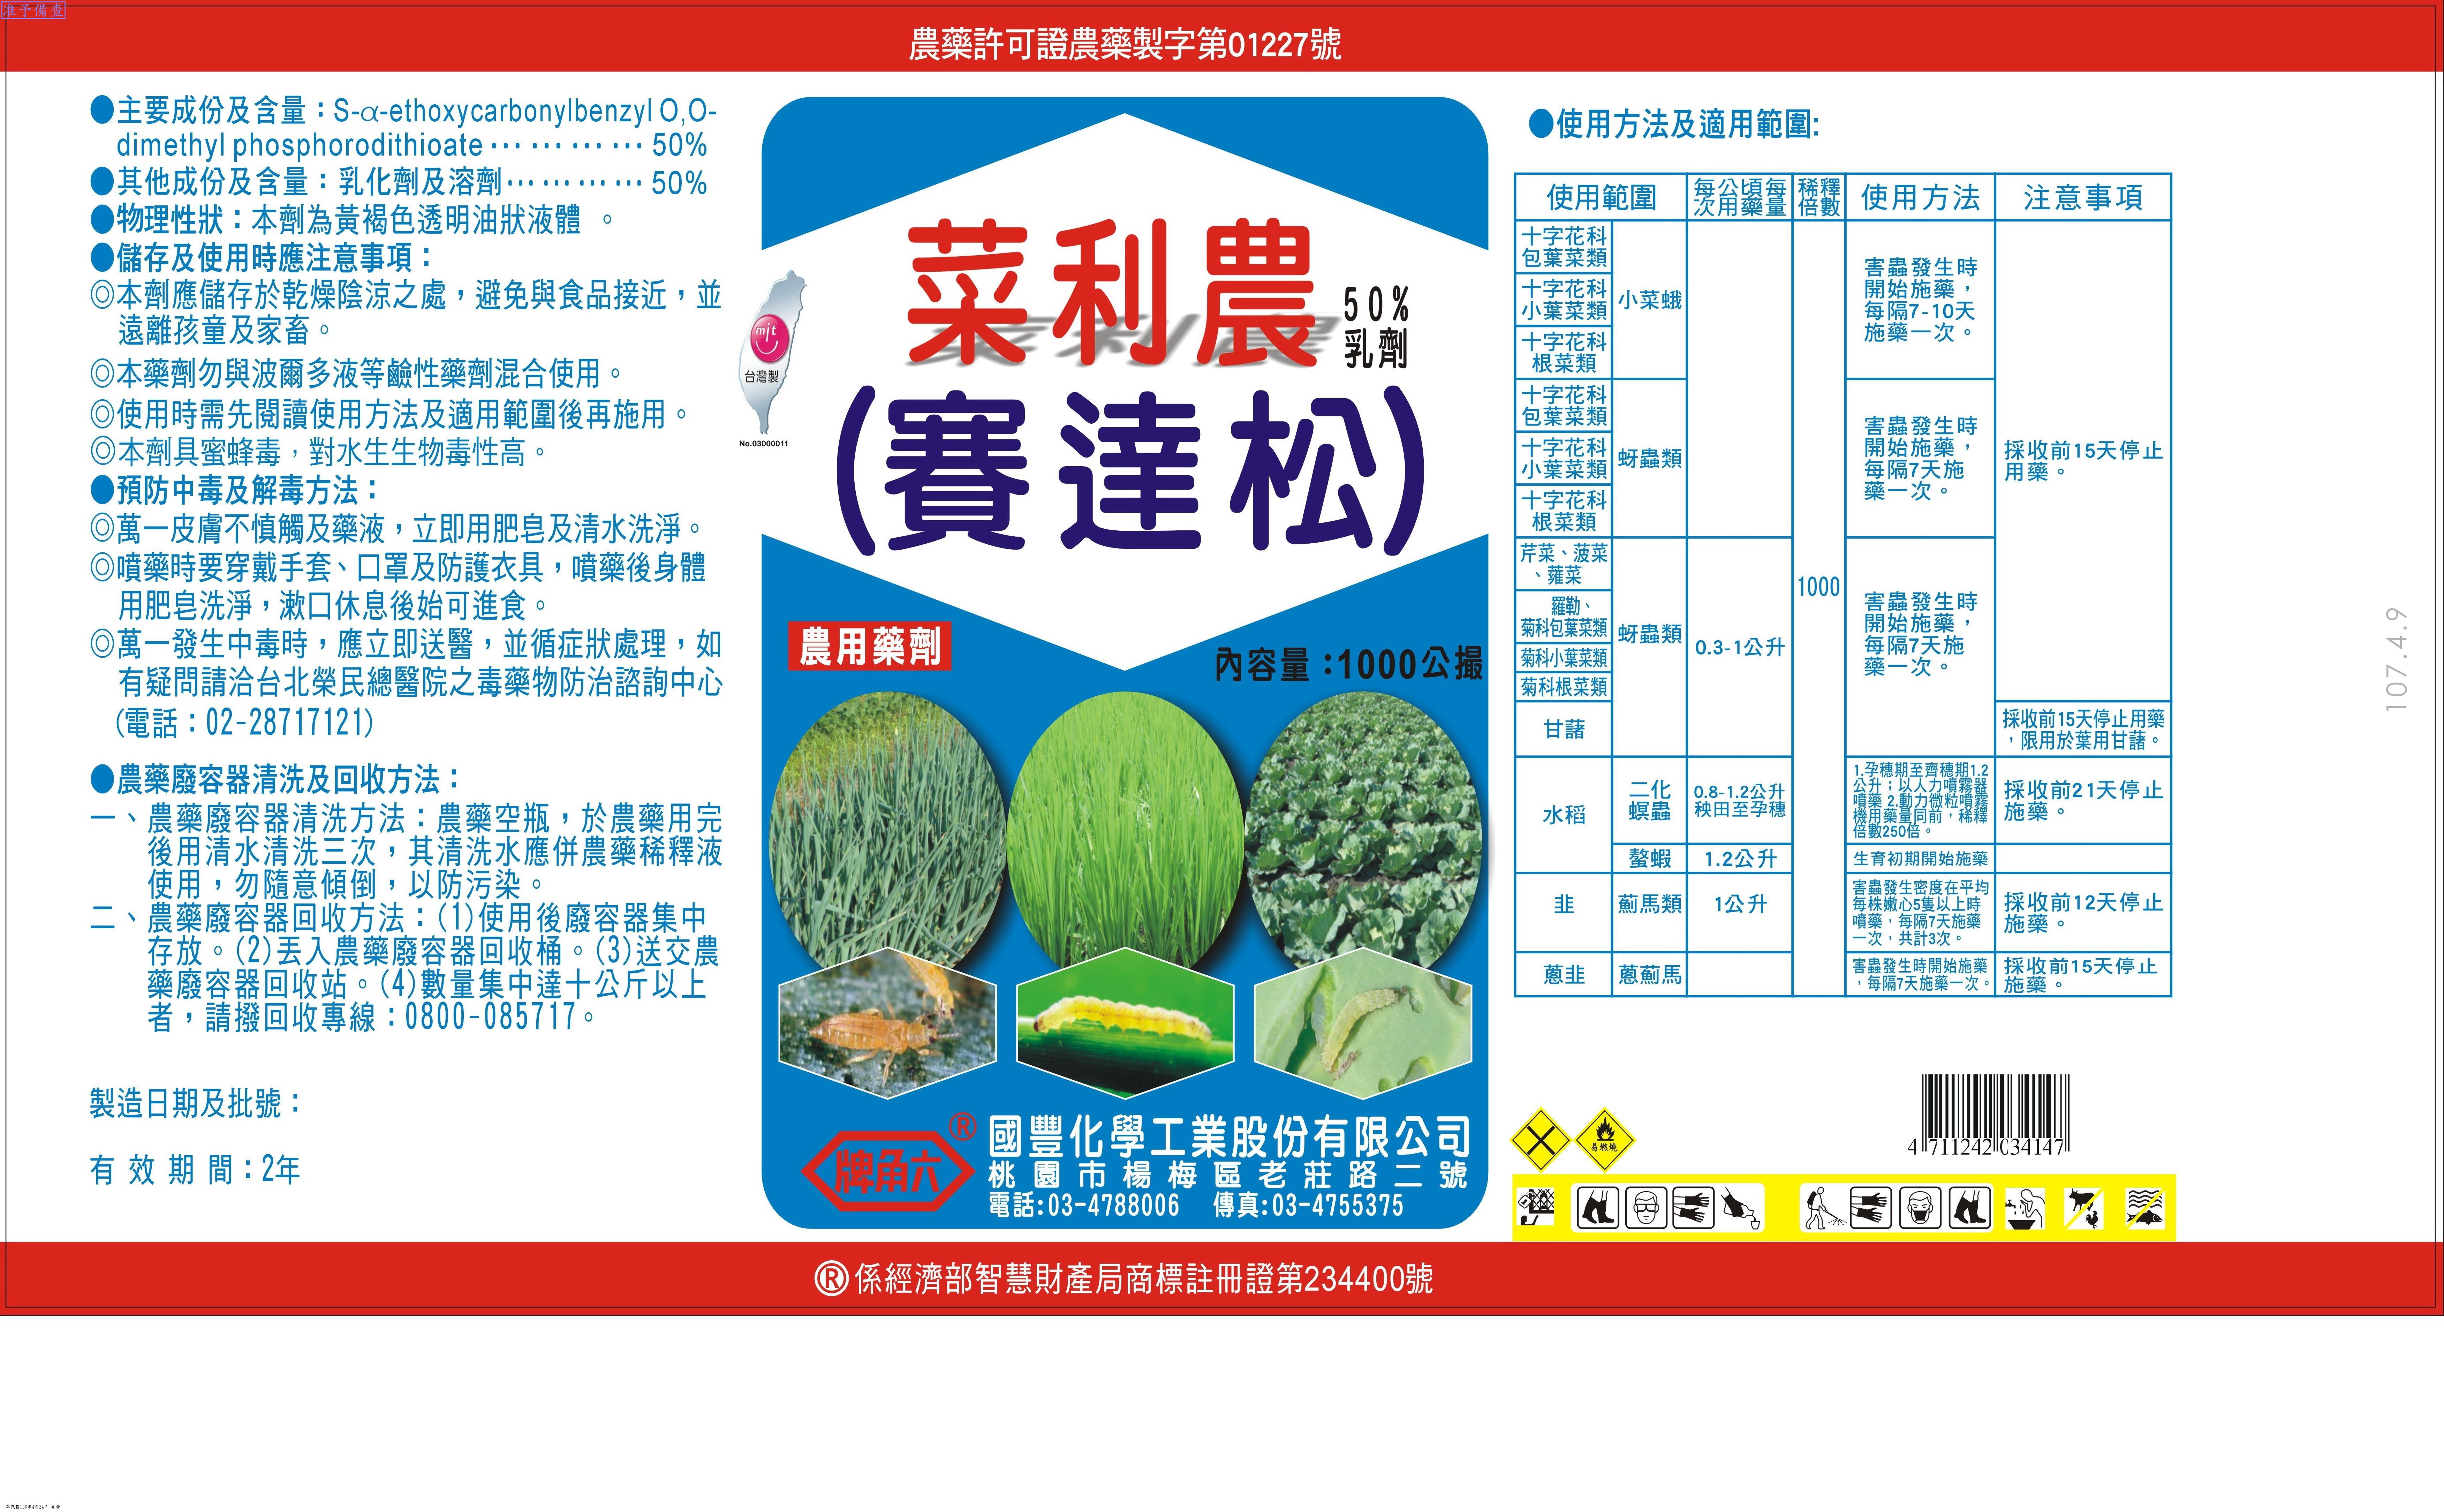 准予備查
農藥許可證農藥製字第01227號
●主要成份及含量：S-α-ethoxycarbonylbenzyl O,O-
dimethyl phosphorodithioate ‧‧‧ ‧‧‧ ‧‧‧ ‧‧‧ 50%
●其他成份及含量：乳化劑及溶劑‧‧‧ ‧‧‧ ‧‧‧ ‧‧‧ 50%
●物理性狀：本劑為黃褐色透明油狀液體 。
●儲存及使用時應注意事項：
◎本劑應儲存於乾燥陰涼之處，避免與食品接近，並
遠離孩童及家畜。
◎本藥劑勿與波爾多液等鹼性藥劑混合使用。
◎使用時需先閱讀使用方法及適用範圍後再施用。
◎本劑具蜜蜂毒，對水生生物毒性高。
●預防中毒及解毒方法：
◎萬一皮膚不慎觸及藥液，立即用肥皂及清水洗淨。
◎噴藥時要穿戴手套、口罩及防護衣具，噴藥後身體
用肥皂洗淨，漱口休息後始可進食。
◎萬一發生中毒時，應立即送醫，並循症狀處理，如
有疑問請洽台北榮民總醫院之毒藥物防治諮詢中心
(電話：02-28717121)
●農藥廢容器清洗及回收方法：
一、農藥廢容器清洗方法：農藥空瓶，於農藥用完
後用清水清洗三次，其清洗水應併農藥稀釋液
使用，勿隨意傾倒，以防污染。
二、農藥廢容器回收方法：(1)使用後廢容器集中
存放。(2)丟入農藥廢容器回收桶。(3)送交農
藥廢容器回收站。(4)數量集中達十公斤以上
者，請撥回收專線：0800-085717。
製造日期及批號：
有 效 期 間：2年
菜利農
50%
乳劑
(賽達松)
mit
台灣製
No.03000011
農用藥劑
內容量：1000公撮
牌角六
®
國豐化學工業股份有限公司
桃園市楊梅區老莊路二號
電話:03-4788006 傳真:03-4755375
®係經濟部智慧財產局商標註冊證第234400號
●使用方法及適用範圍:
使用範圍
每公頃每
次用藥量
稀釋
倍數
使用方法
注意事項
十字花科
包葉菜類
十字花科
小葉菜類
十字花科
根菜類
小菜蛾
害蟲發生時
開始施藥，
每隔7-10天
施藥一次。
十字花科
包葉菜類
十字花科
小葉菜類
十字花科
根菜類
蚜蟲類
害蟲發生時
開始施藥，
每隔7天施
藥一次。
採收前15天停止
用藥。
芹菜、菠菜
、蕹菜
羅勒、
菊科包葉菜類
菊科小葉菜類
菊科根菜類
蚜蟲類
0.3-1公升
1000
害蟲發生時
開始施藥，
每隔7天施
藥一次。
甘藷
採收前15天停止用藥
，限用於葉用甘藷。
水稻
二化
螟蟲
0.8-1.2公升
秧田至孕穗
1.孕穗期至齊穗期1.2
公升；以人力噴霧器
噴藥 2.動力微粒噴霧
機用藥量同前，稀釋
倍數250倍。
採收前21天停止
施藥。
螯蝦
1.2公升
生育初期開始施藥
韭
薊馬類
1公升
害蟲發生密度在平均
每株嫩心5隻以上時
噴藥，每隔7天施藥
一次，共計3次。
採收前12天停止
施藥。
蔥韭
蔥薊馬
害蟲發生時開始施藥
，每隔7天施藥一次。
採收前15天停止
施藥。
易燃燒
4 711242 034147
107.4.9